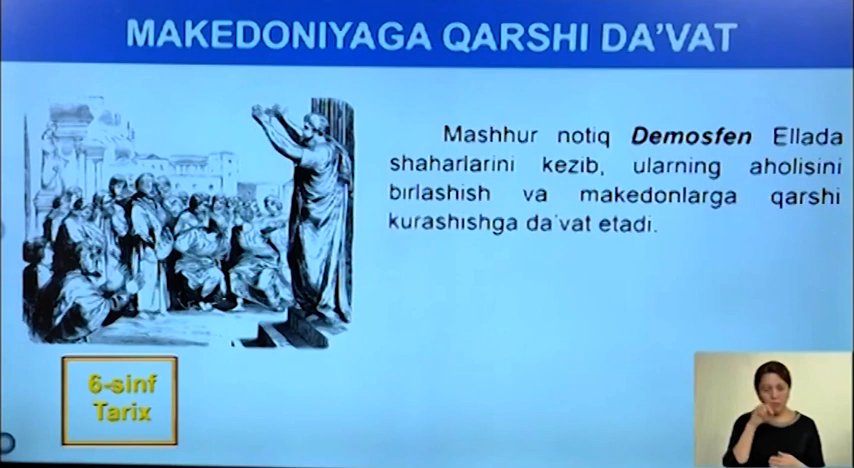 MAKEDONIYAGA QARSHI DA’VAT
Mashhur notiq Demosfen Ellada
shaharlarini kezib, ularning aholisini
birlashish va makedonlarga qarshi
kurashishga da'vat etadi.
6-sinf
Tarix